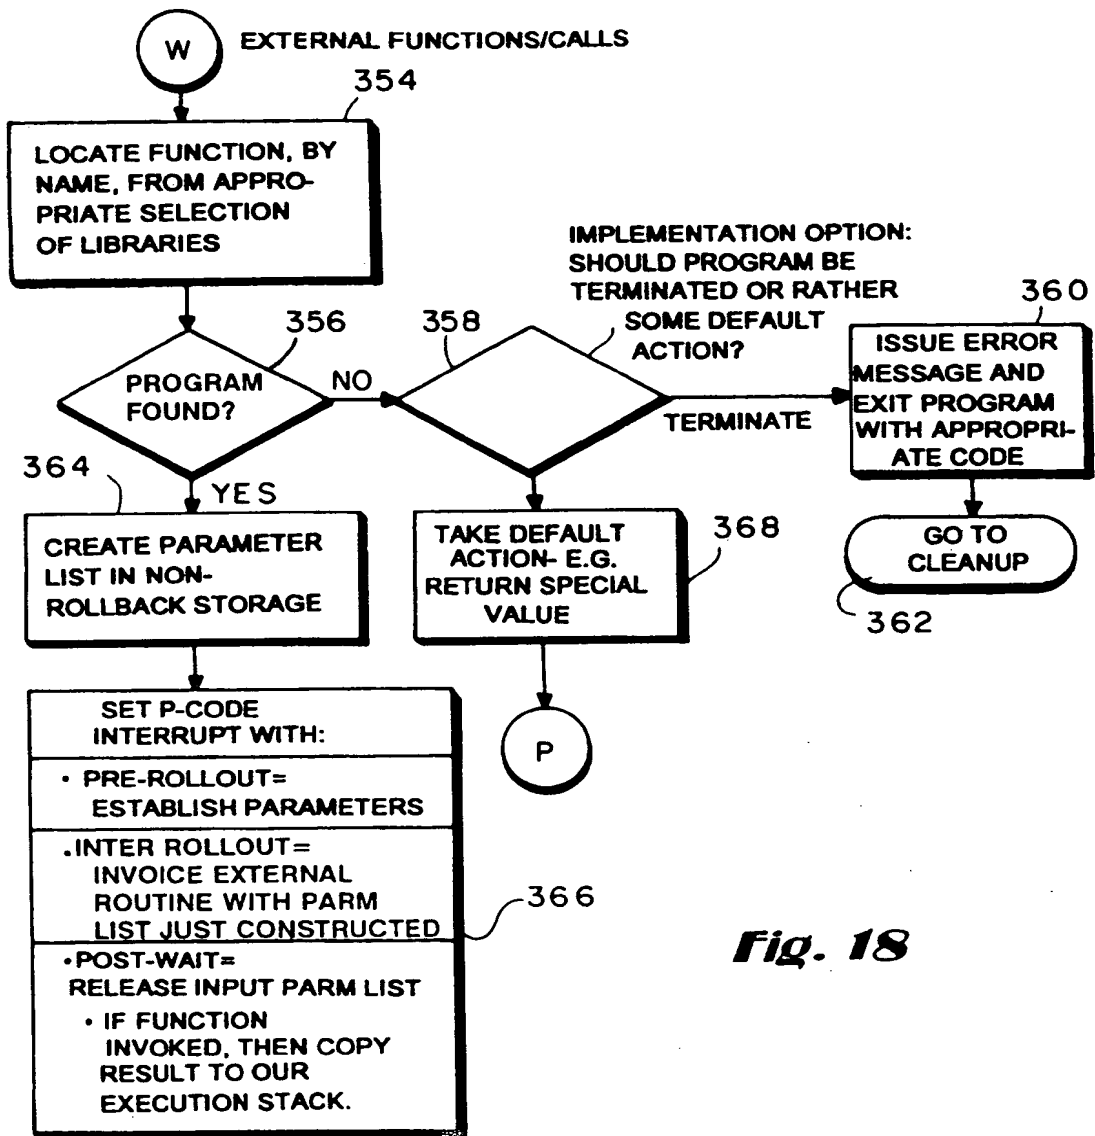 W
EXTERNAL FUNCTIONS/CALLS
354
LOCATE FUNCTION, BY
NAME, FROM APPRO-
PRIATE SELECTION
OF LIBRARIES
IMPLEMENTATION OPTION:
SHOULD PROGRAM BE
TERMINATED OR RATHER
SOME DEFAULT
ACTION?
356
PROGRAM
FOUND?
NO
358
TERMINATE
360
ISSUE ERROR
MESSAGE AND
EXIT PROGRAM
WITH APPROPRI-
ATE CODE
GO TO
CLEANUP
362
364
YES
CREATE PARAMETER
LIST IN NON-
ROLLBACK STORAGE
TAKE DEFAULT
ACTION- E.G.
RETURN SPECIAL
VALUE
368
P
SET P-CODE
INTERRUPT WITH:
• PRE-ROLLOUT=
ESTABLISH PARAMETERS
.INTER ROLLOUT=
INVOICE EXTERNAL
ROUTINE WITH PARM
LIST JUST CONSTRUCTED
366
•POST-WAIT=
RELEASE INPUT PARM LIST
• IF FUNCTION
INVOKED, THEN COPY
RESULT TO OUR
EXECUTION STACK.
Fig. 18